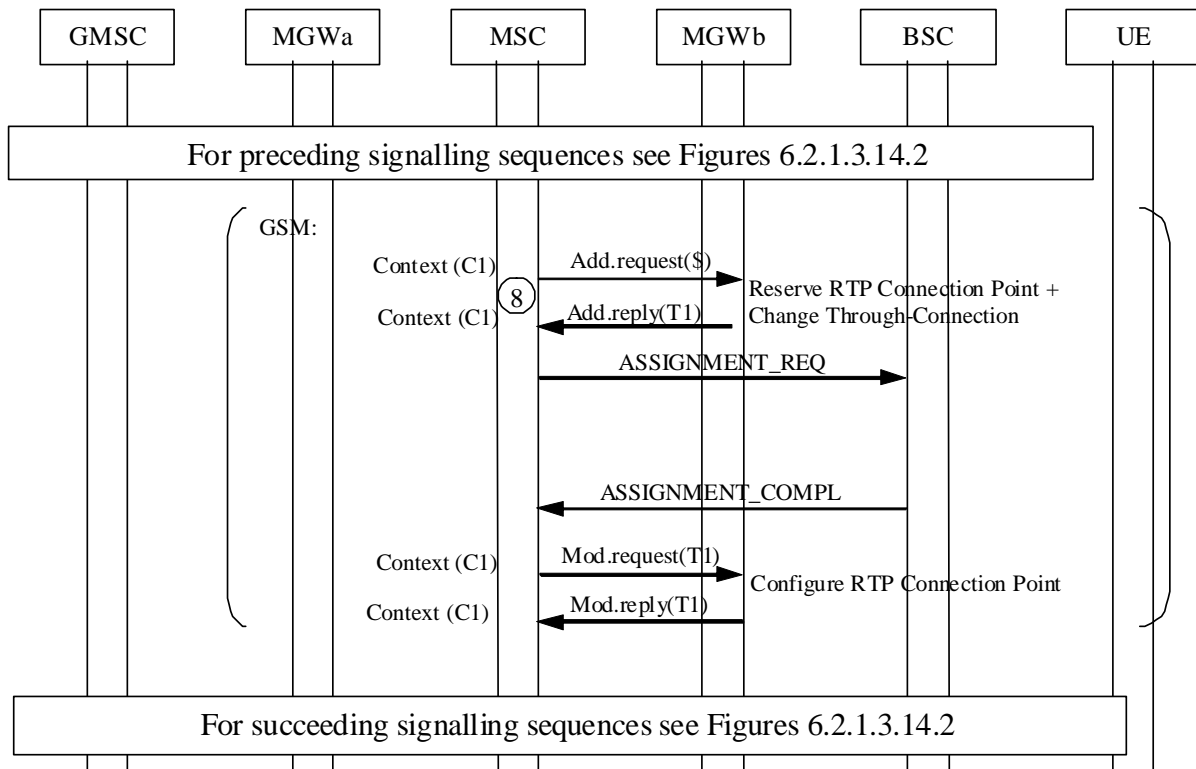 GMSC MGWa MSC MGWb BSC UE
For preceding signalling sequences see Figures 6.2.1.3.14.2
GSM:
Context (C1) Add.request($)
8
Reserve RTP Connection Point +
Change Through-Connection
Context (C1) Add.reply(T1)
ASSIGNMENT_REQ
ASSIGNMENT_COMPL
Context (C1) Mod.request(T1)
Configure RTP Connection Point
Context (C1) Mod.reply(T1)
For succeeding signalling sequences see Figures 6.2.1.3.14.2